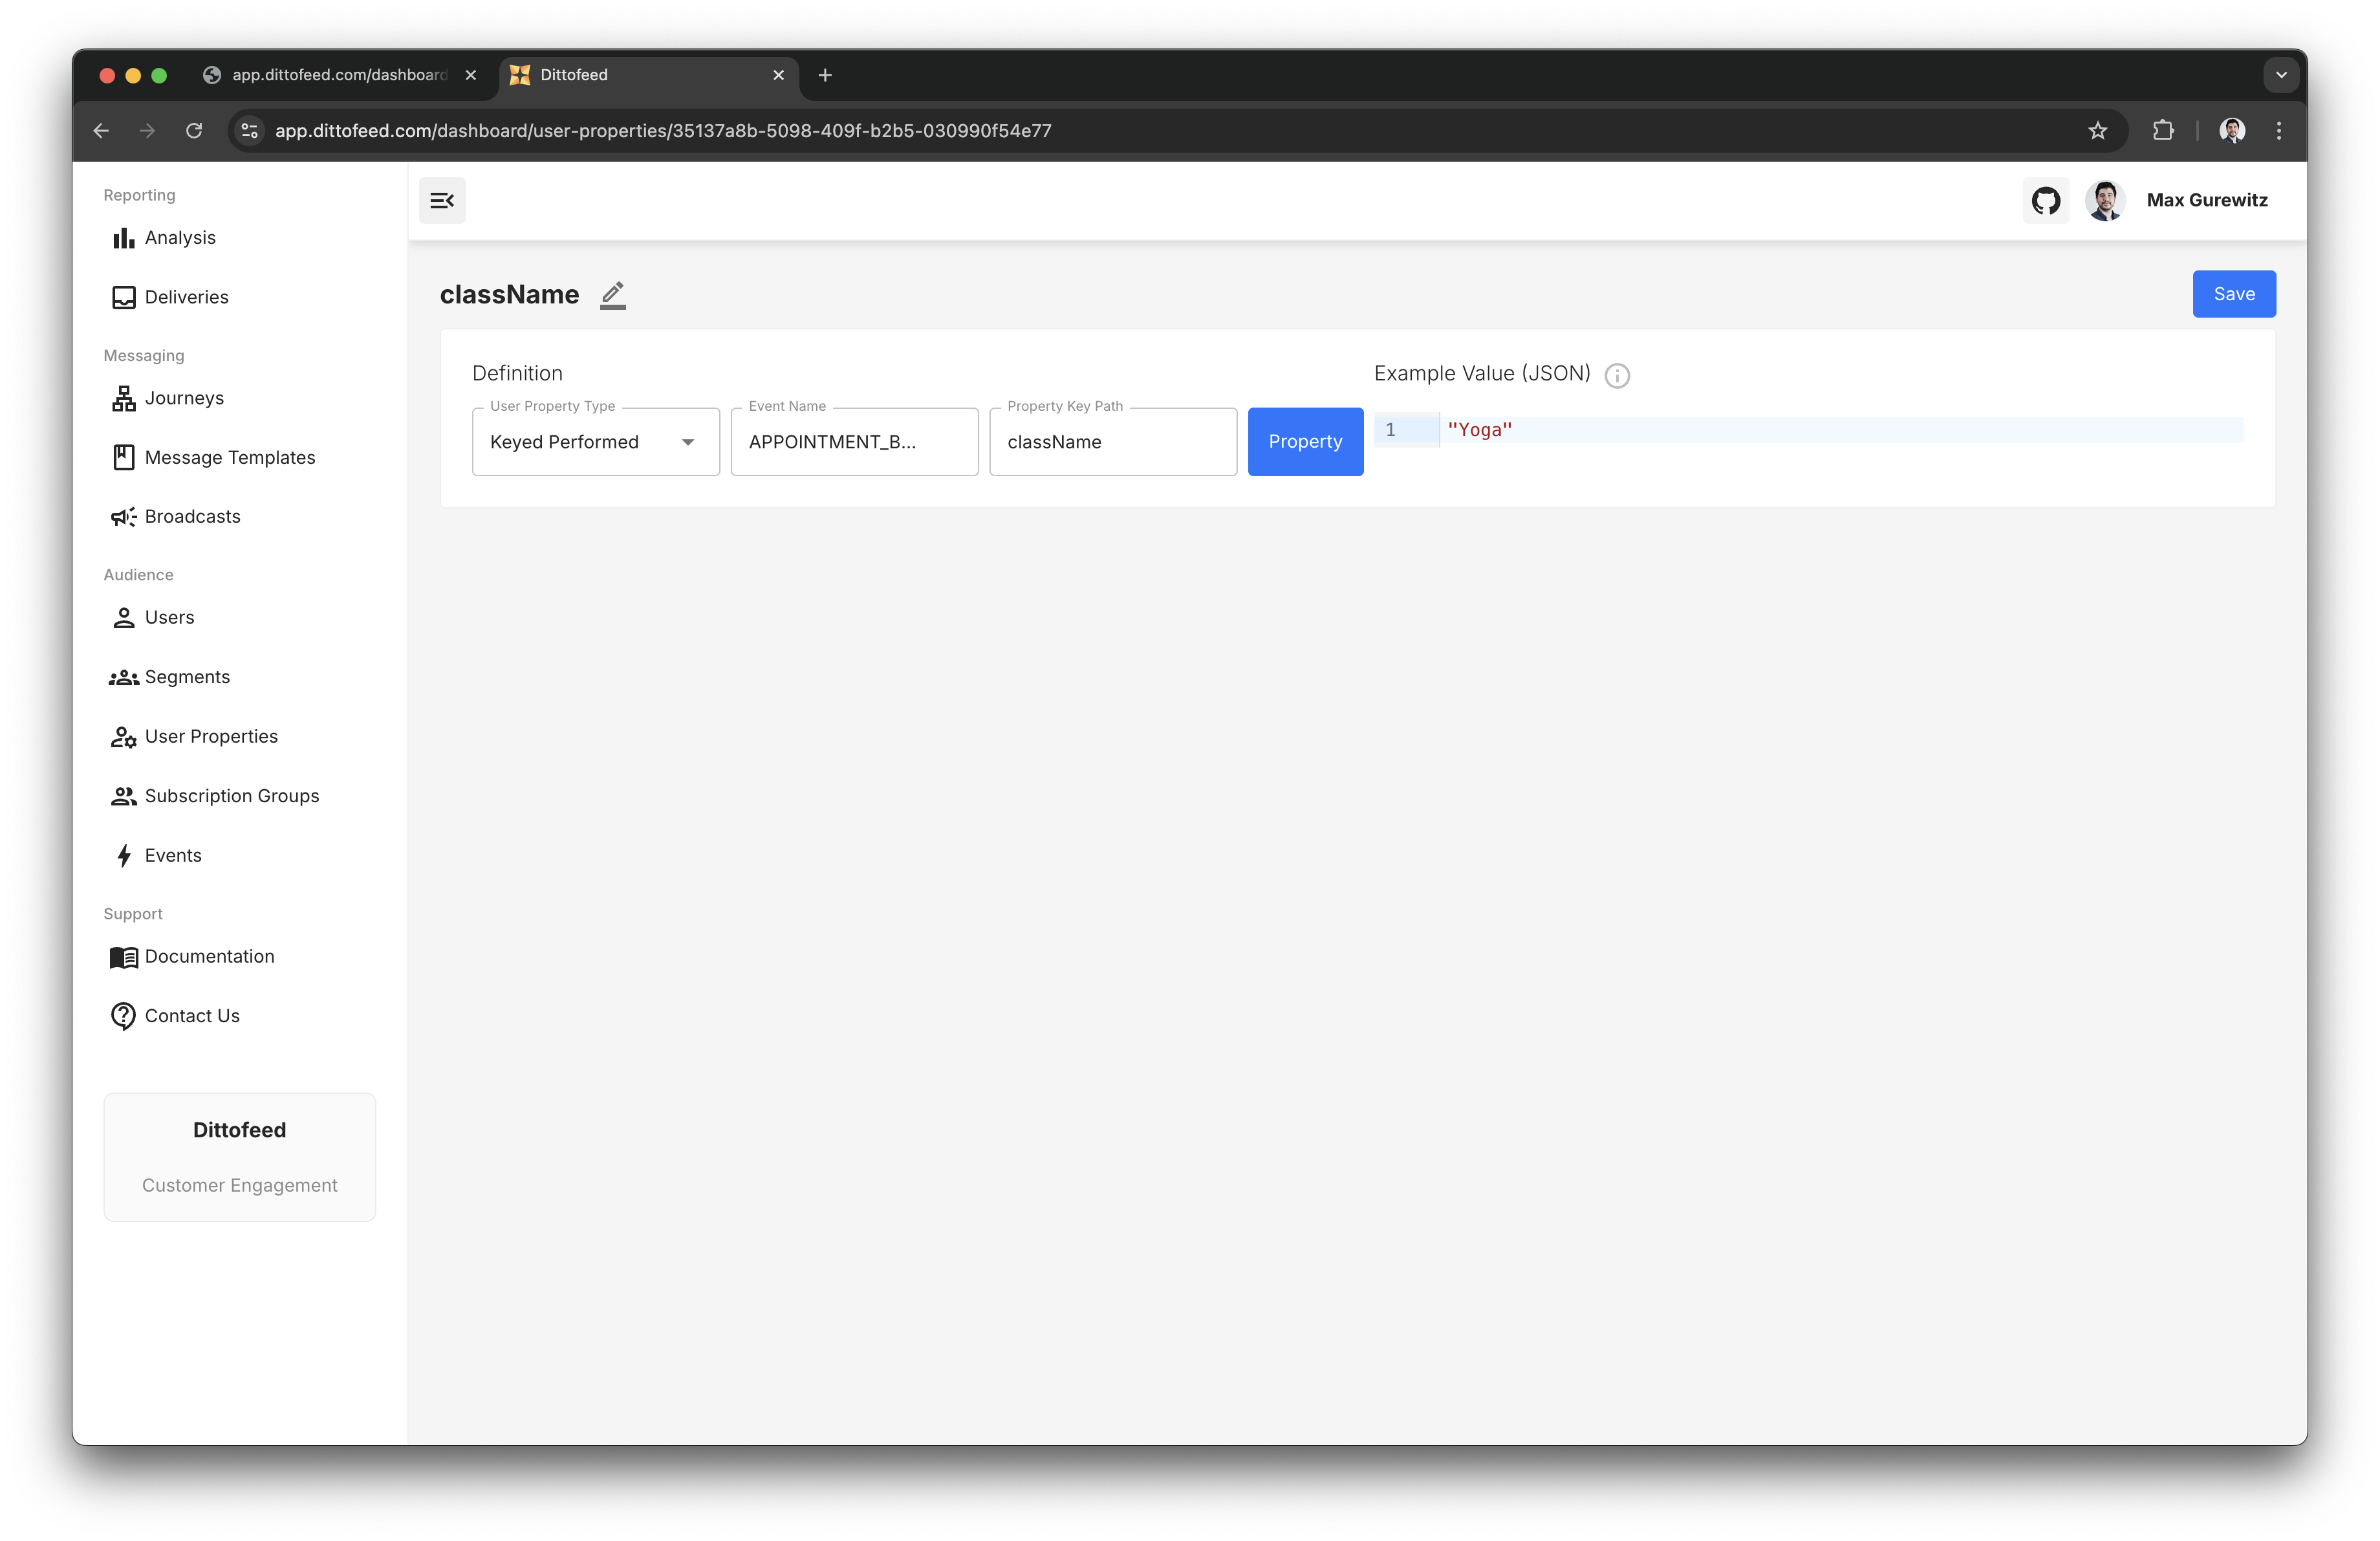 app.dittofeed.com/dashboard
Dittofeed
app.dittofeed.com/dashboard/user-properties/35137a8b-5098-409f-b2b5-030990f54e77
Reporting
Analysis
Deliveries
Messaging
Journeys
Message Templates
Broadcasts
Audience
Users
Segments
User Properties
Subscription Groups
Events
Support
Documentation
Contact Us
Dittofeed
Customer Engagement
Max Gurewitz
className
Save
Definition
User Property Type
Keyed Performed
Event Name
APPOINTMENT_B...
Property Key Path
className
Property
Example Value (JSON)
1 "Yoga"